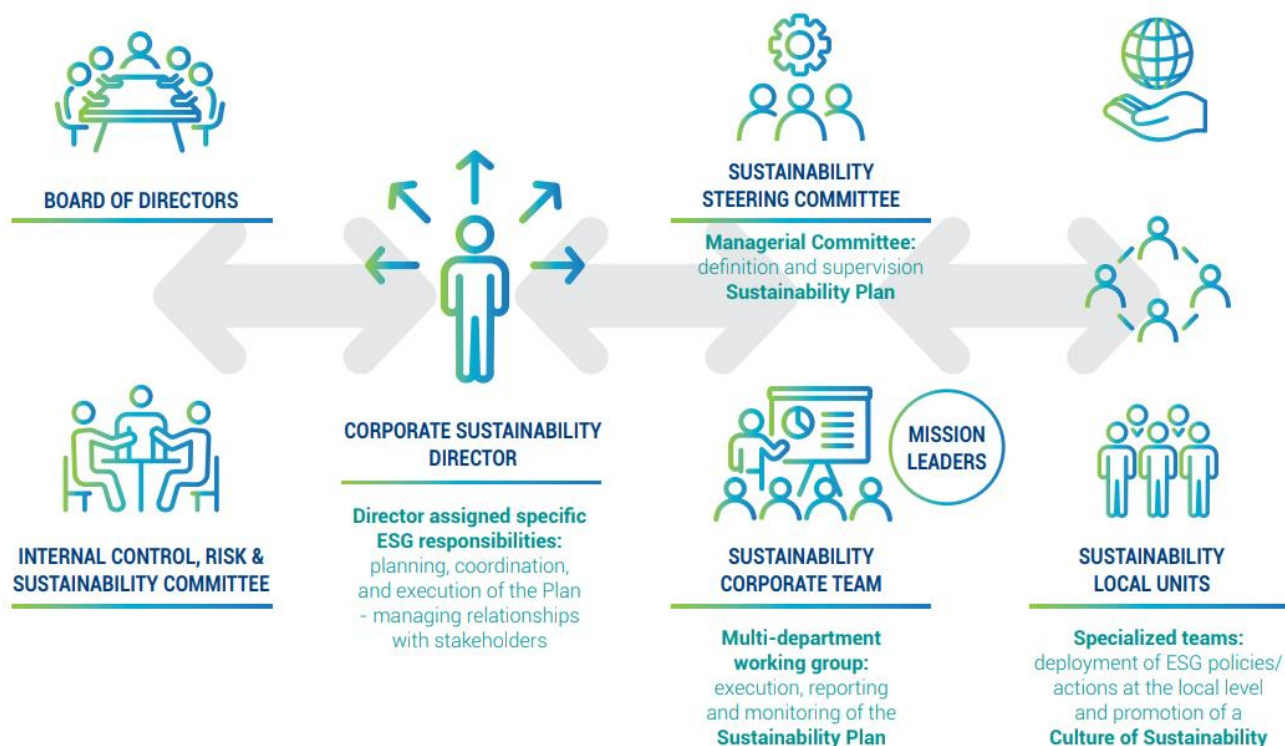 BOARD OF DIRECTORS
INTERNAL CONTROL, RISK &
SUSTAINABILITY COMMITTEE
CORPORATE SUSTAINABILITY
DIRECTOR
Director assigned specific
ESG responsibilities:
planning, coordination,
and execution of the Plan
- managing relationships
with stakeholders
SUSTAINABILITY
STEERING COMMITTEE
Managerial Committee:
definition and supervision
Sustainability Plan
MISSION
LEADERS
SUSTAINABILITY
CORPORATE TEAM
Multi-department
working group:
execution, reporting
and monitoring of the
Sustainability Plan
SUSTAINABILITY
LOCAL UNITS
Specialized teams:
deployment of ESG policies/
actions at the local level
and promotion of a
Culture of Sustainability